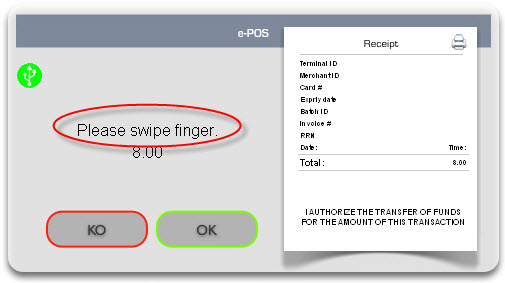 e-POS
Please swipe finger.
8.00
KO
OK
Receipt
Terminal ID
Merchant ID
Card #
Expriy date
Batch ID
Invoice #
RRN
Date: Time:
Total: 8.00
I AUTHORIZE THE TRANSFER OF FUNDS
FOR THE AMOUNT OF THIS TRANSACTION